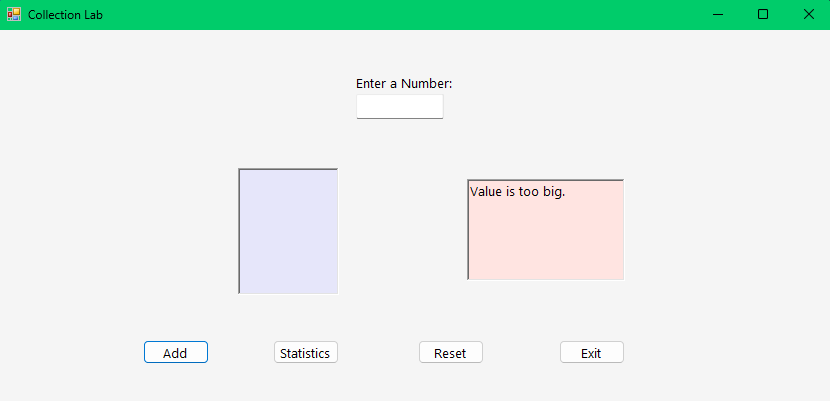 Collection Lab
Enter a Number:
Value is too big.
Add
Statistics
Reset
Exit